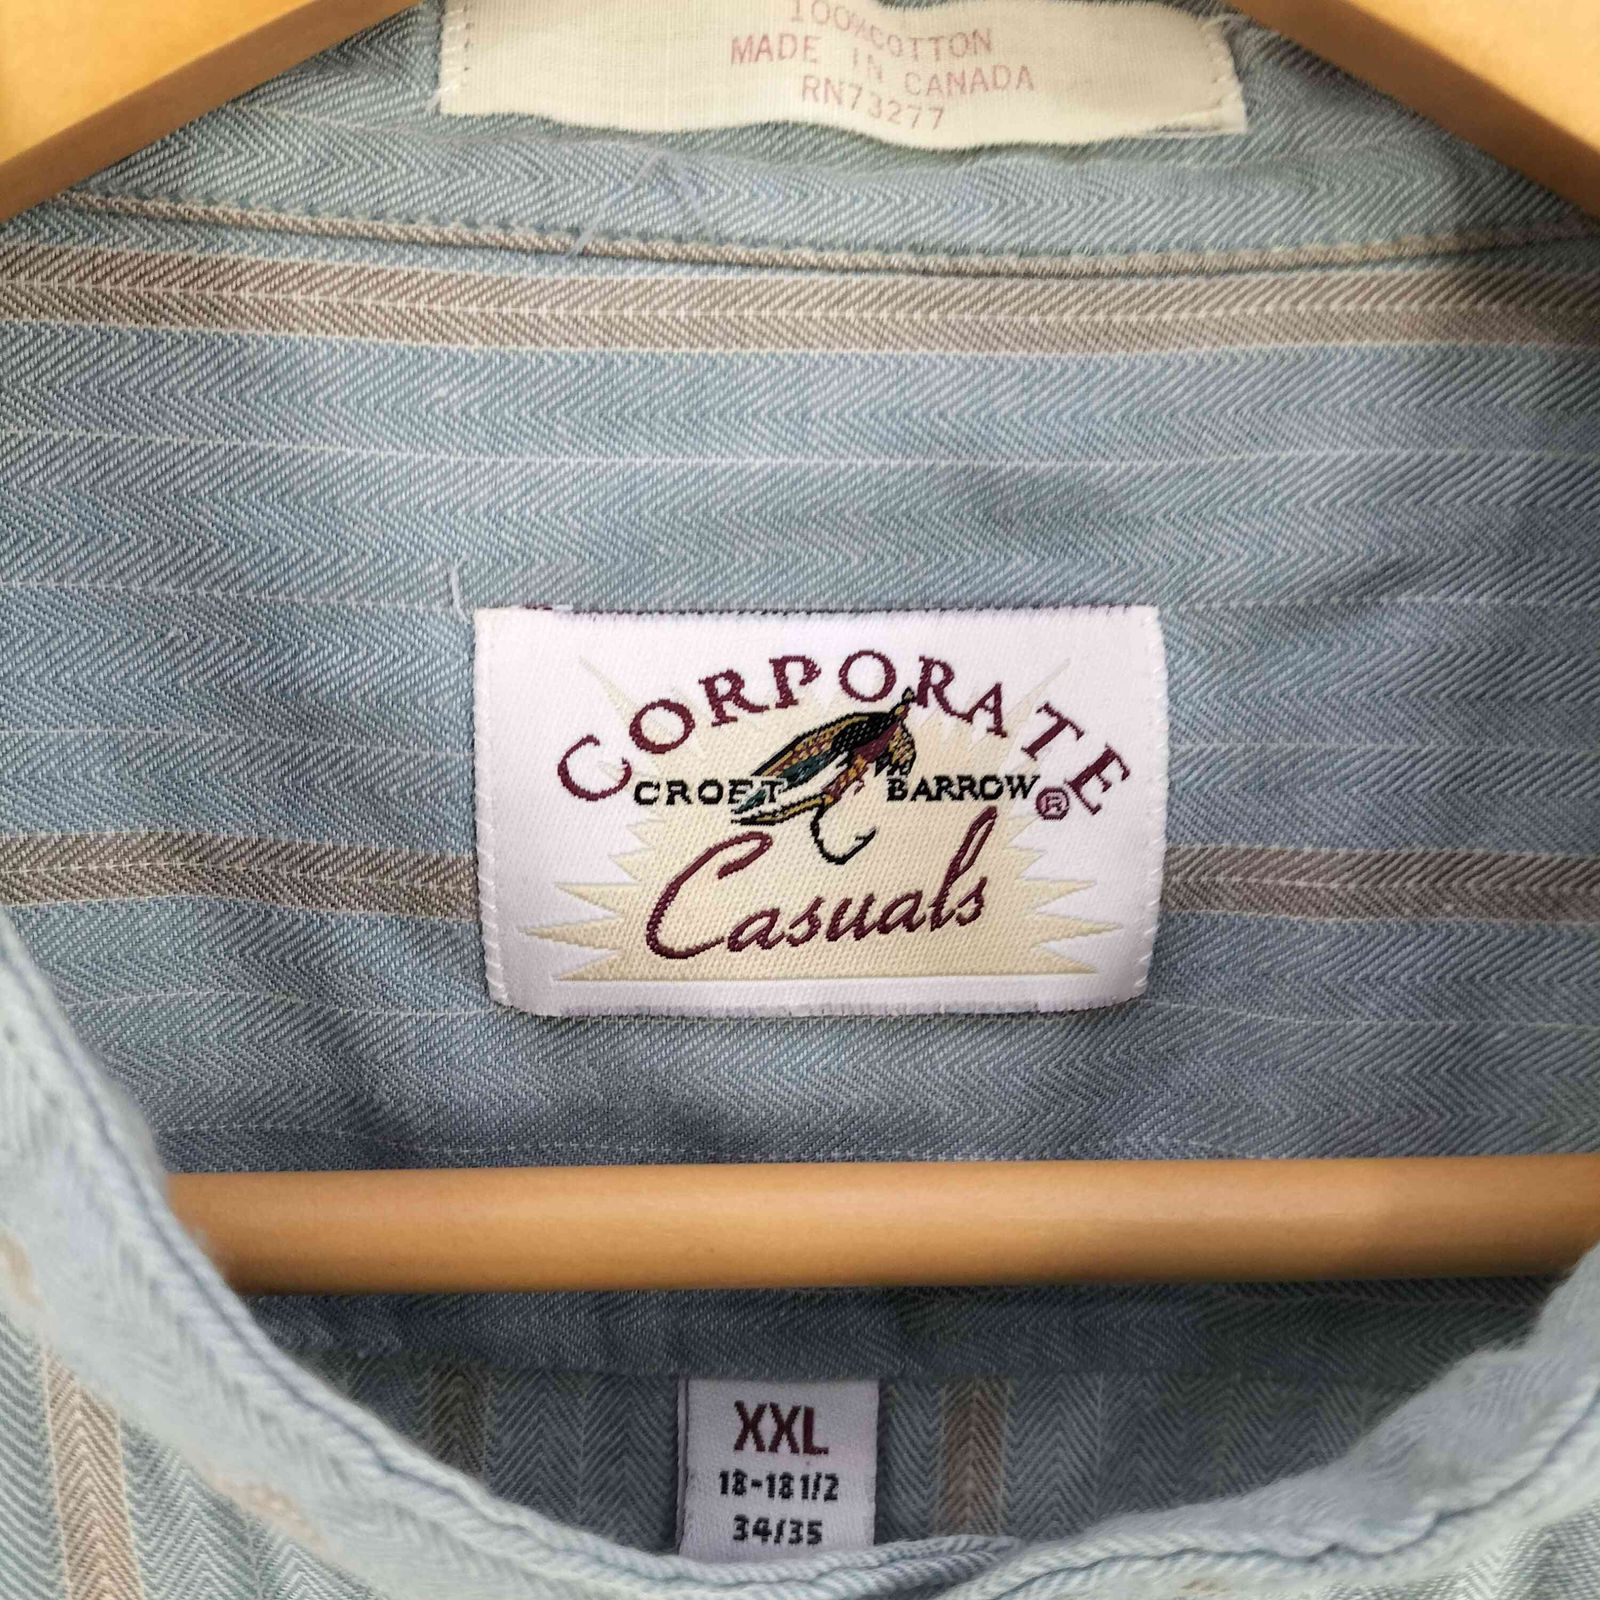 100%COTTON
MADE IN CANADA
RN73277
CORPORATE
CROFT BARROW®
Casuals
XXL
18-18 1/2
34/35